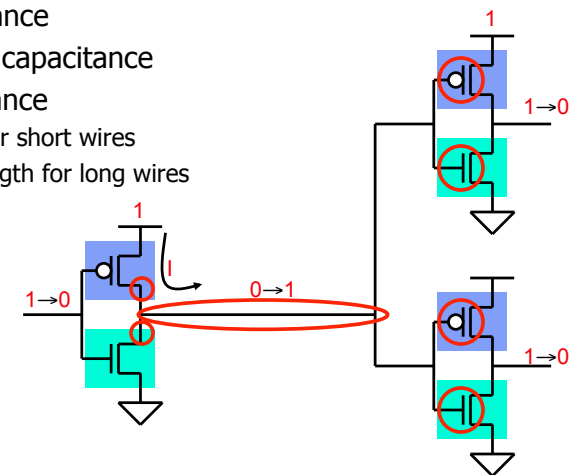 ance
capacitance
ance
r short wires
gth for long wires
1
1→0
1
I
1→0
0→1
1→0